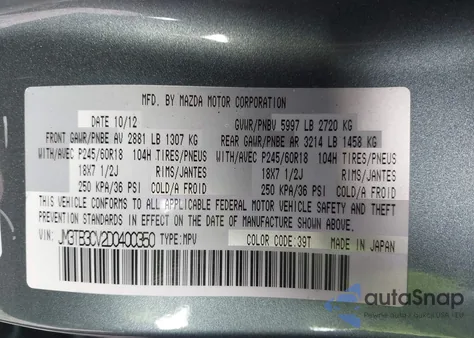 MFD. BY MAZDA MOTOR CORPORATION
DATE 10/12 GVWR/PNBV 5997 LB 2720 KG
FRONT GAWR/PNBE AV 2881 LB 1307 KG REAR GAWR/PNBE AR 3214 LB 1458 KG
WITH/AVEC P245/60R18 104H TIRES/PNEUS WITH/AVEC P245/60R18 104H TIRES/PNEUS
18X7 1/2J RIMS/JANTES 18X7 1/2J RIMS/JANTES
250 KPA/36 PSI COLD/A FROID 250 KPA/36 PSI COLD/A FROID
THIS VEHICLE CONFORMS TO ALL APPLICABLE FEDERAL MOTOR VEHICLE SAFETY AND THEFT
PREVENTION STANDARDS IN EFFECT ON THE DATE OF MANUFACTURE SHOWN ABOVE.
VIN: JM3TB3CV2D0400350 TYPE:MPV COLOR CODE:39T MADE IN JAPAN
autoSnap